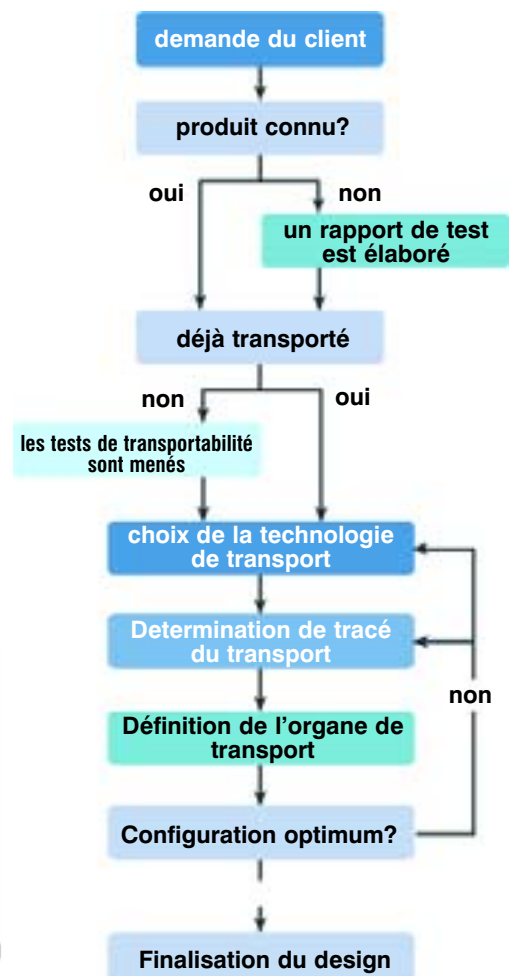 demande du client
produit connu?
oui
non
un rapport de test
est élaboré
déjà transporté
non
oui
les tests de transportabilité
sont menés
choix de la technologie
de transport
Determination de tracé
du transport
non
Définition de l'organe de
transport
Configuration optimum?
Finalisation du design